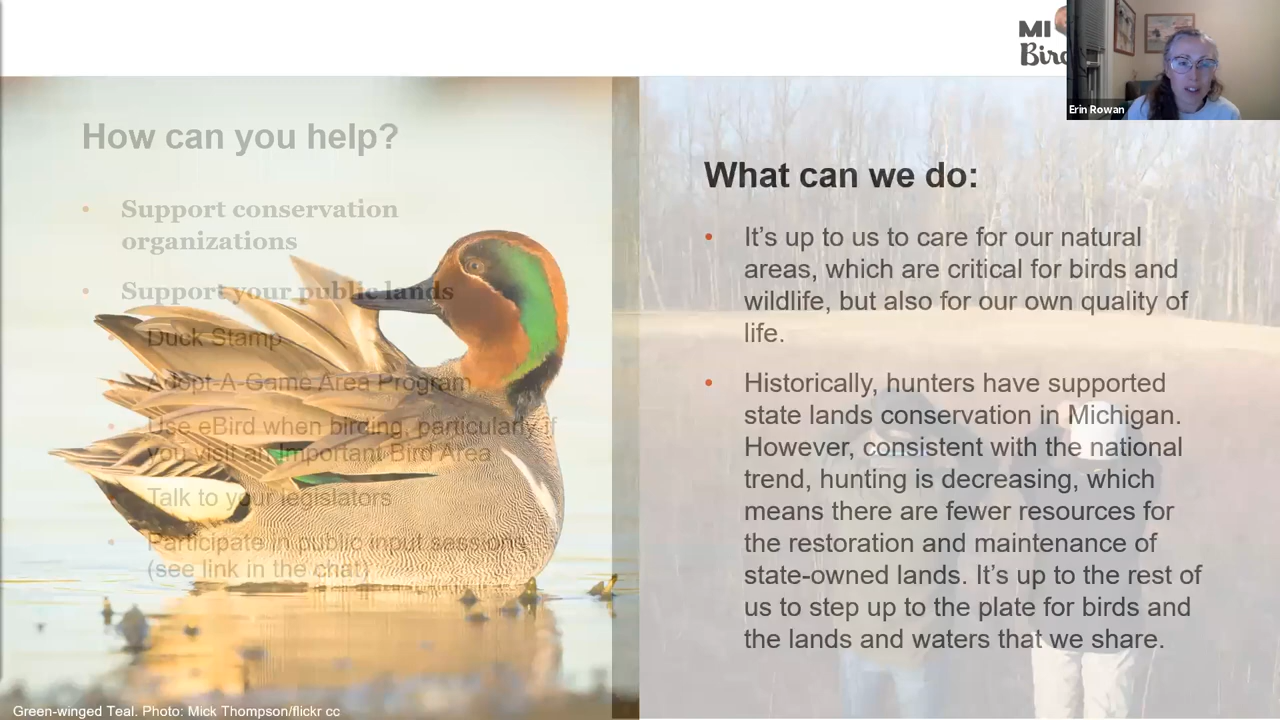 MI
Bird
Erin Rowan
How can you help?
• Support conservation
organizations
• Support your public lands
• Duck Stamp
• Adopt-A-Game Area Program
• Use eBird when birding, particularly if
you visit an Important Bird Area
• Talk to your legislators
• Participate in public input sessions
(see link in the chat)
What can we do:
• It’s up to us to care for our natural
areas, which are critical for birds and
wildlife, but also for our own quality of
life.
• Historically, hunters have supported
state lands conservation in Michigan.
However, consistent with the national
trend, hunting is decreasing, which
means there are fewer resources for
the restoration and maintenance of
state-owned lands. It’s up to the rest of
us to step up to the plate for birds and
the lands and waters that we share.
Green-winged Teal. Photo: Mick Thompson/flickr cc